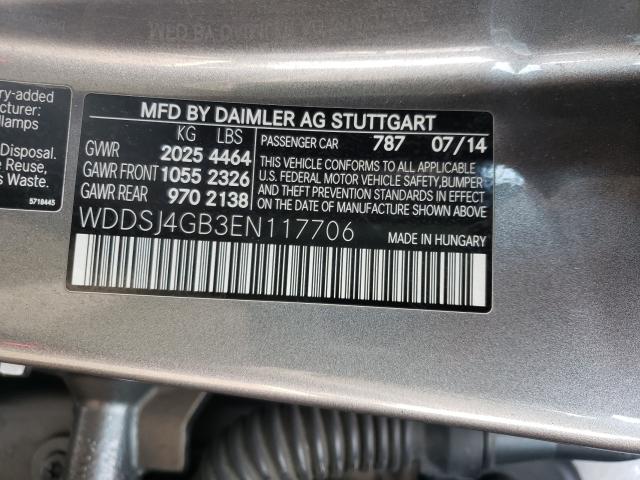 ry-added
cturer:
llamps
Disposal.
Reuse,
s Waste.
5718445
MFD BY DAIMLER AG STUTTGART
KG LBS
GVWR 2025 4464
GAWR FRONT 1055 2326
GAWR REAR 970 2138
PASSENGER CAR 787 07/14
THIS VEHICLE CONFORMS TO ALL APPLICABLE
U.S. FEDERAL MOTOR VEHICLE SAFETY,BUMPER
AND THEFT PREVENTION STANDARDS IN EFFECT
ON THE DATE OF MANUFACTURE SHOWN ABOVE.
WDDSJ4GB3EN117706
MADE IN HUNGARY